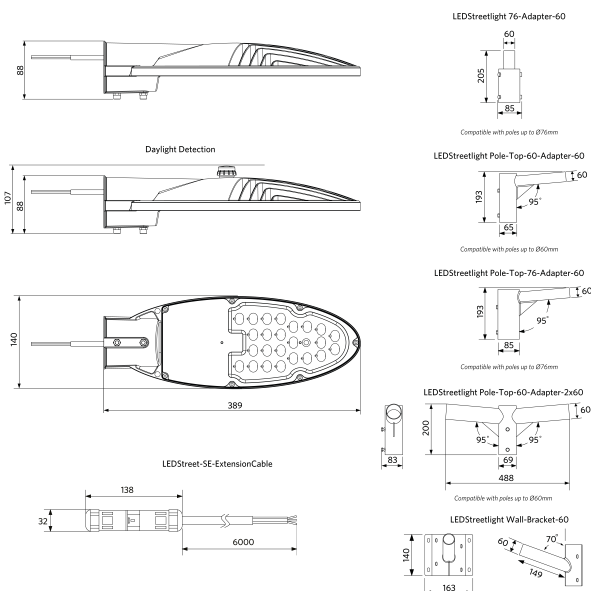 88
Daylight Detection
107
88
140
389
LEDStreet-SE-ExtensionCable
138
32
6000
LEDStreetlight 76-Adapter-60
60
205
85
Compatible with poles up to Ø76mm
LEDStreetlight Pole-Top-60-Adapter-60
60
193
95°
65
Compatible with poles up to Ø60mm
LEDStreetlight Pole-Top-76-Adapter-60
60
193
95°
85
Compatible with poles up to Ø76mm
LEDStreetlight Pole-Top-60-Adapter-2x60
60
200
95°
95°
83
69
488
Compatible with poles up to Ø60mm
LEDStreetlight Wall-Bracket-60
140
60
70°
149
163